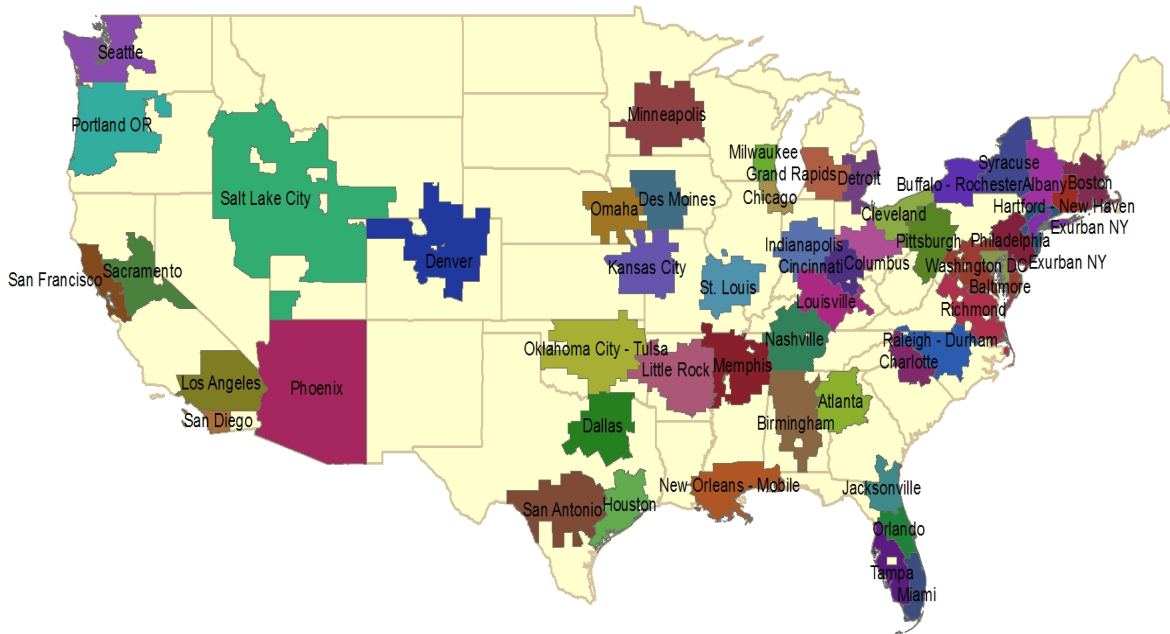 Seattle
Portland OR
Minneapolis
Milwaukee
Grand Rapids
Detroit
Chicago
Syracuse
Buffalo - Rochester
Albany
Boston
Hartford - New Haven
Exurban NY
Salt Lake City
Omaha
Des Moines
Cleveland
Pittsburgh
Philadelphia
Exurban NY
San Francisco
Sacramento
Denver
Kansas City
St. Louis
Indianapolis
Cincinnati
Columbus
Washington DC
Baltimore
Louisville
Richmond
Los Angeles
San Diego
Phoenix
Oklahoma City - Tulsa
Little Rock
Memphis
Nashville
Raleigh - Durham
Charlotte
Dallas
Birmingham
Atlanta
San Antonio
Houston
New Orleans - Mobile
Jacksonville
Orlando
Tampa
Miami